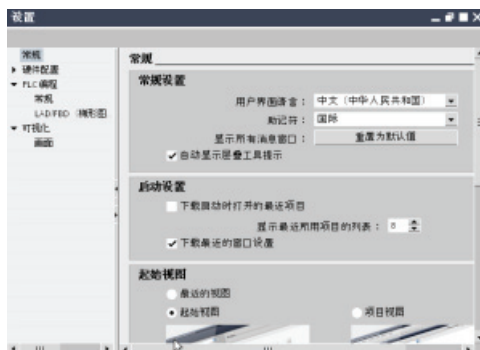 设置
常规
硬件配置
PLC 编程
常规
LAD/FBD（梯形图
可视化
画面
常规
常规设置
用户界面语言： 中文（中华人民共和国）
助记符： 国际
显示所有消息窗口： 重置为默认值
自动显示层叠工具提示
启动设置
下载启动时打开的最近项目
显示最近所用项目的列表： 8
下载最近的窗口设置
起始视图
最近的视图
起始视图
项目视图